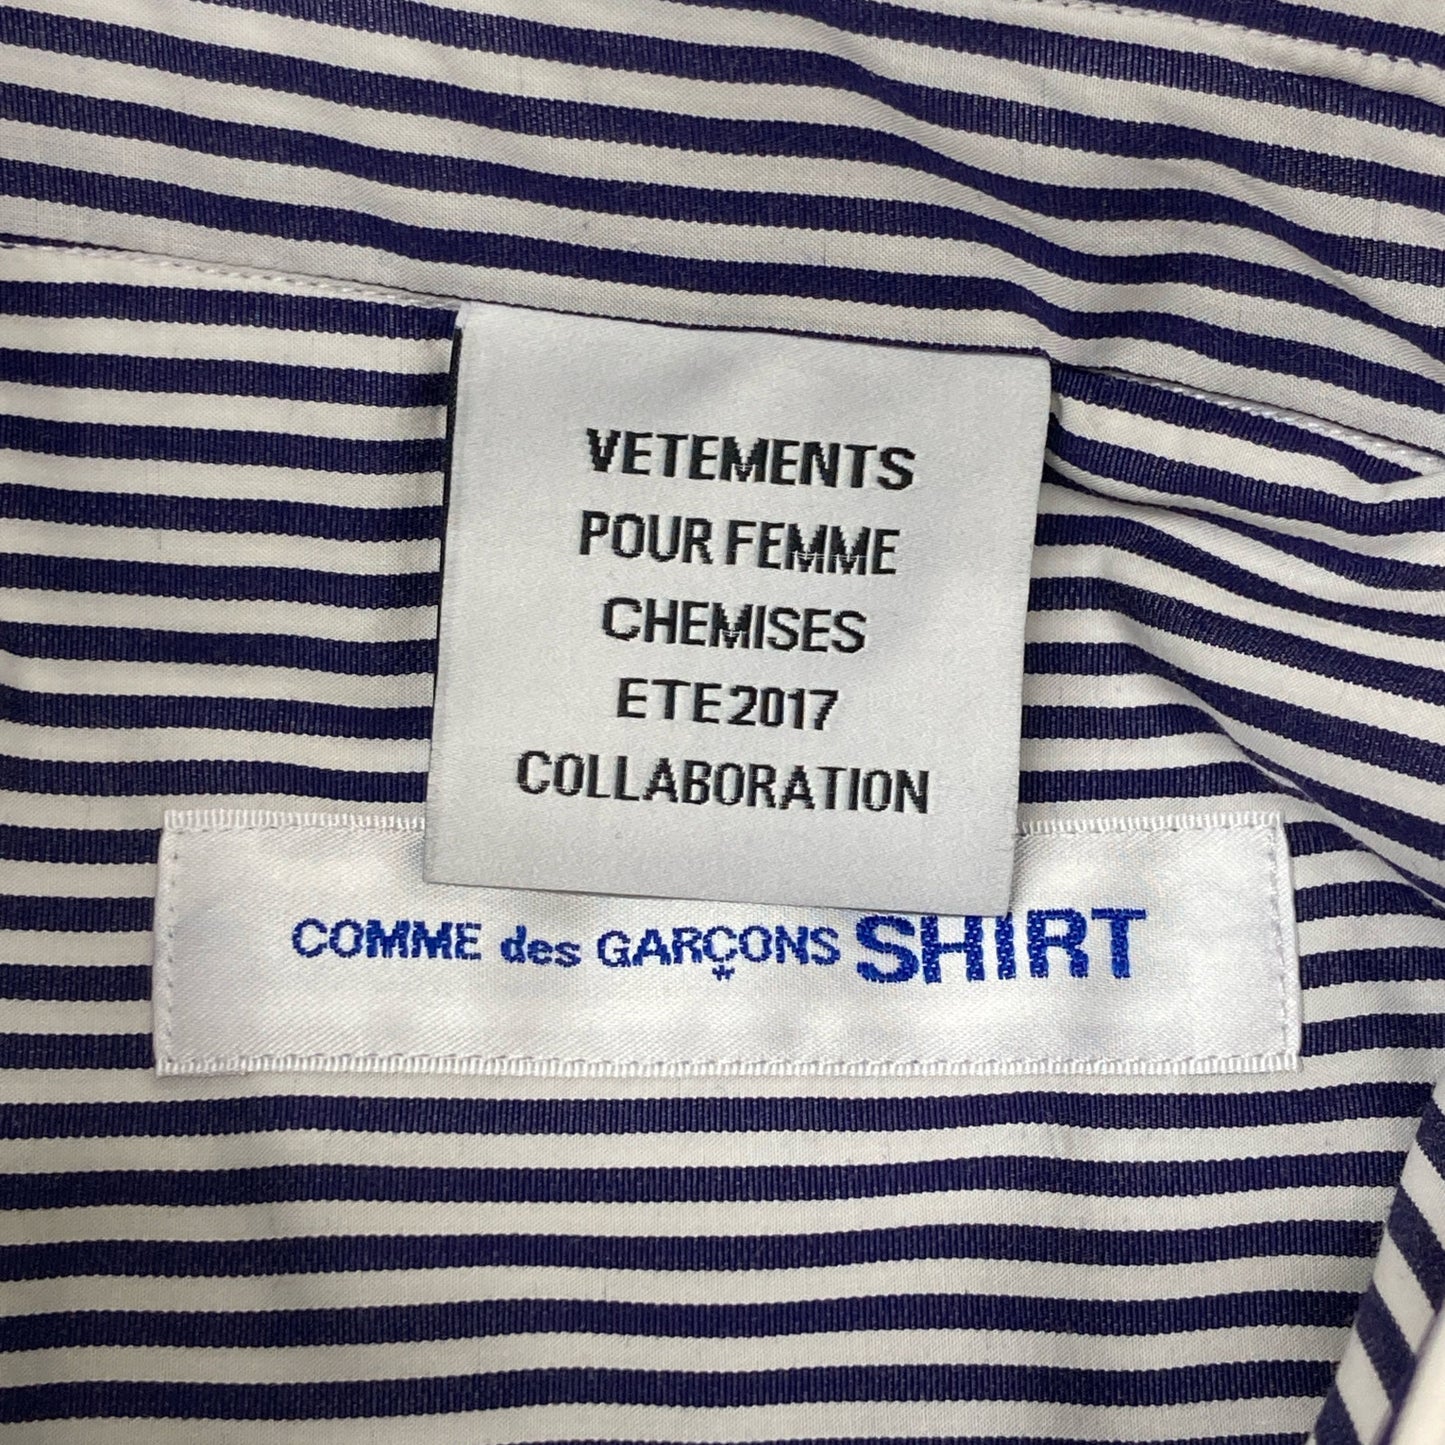 VETEMENTS
POUR FEMME
CHEMISES
ETE 2017
COLLABORATION
COMME des GARÇONS SHIRT